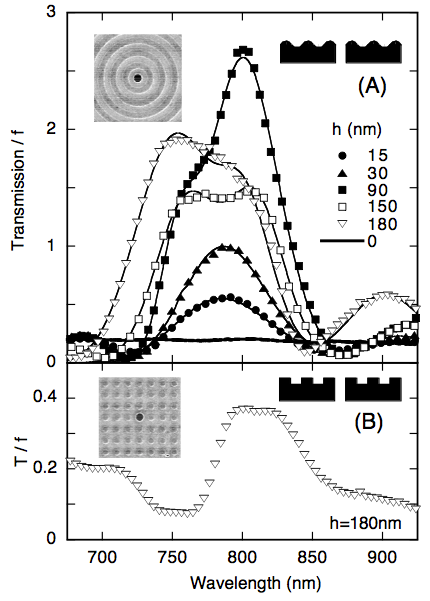 3
(A)
h (nm)
15
30
90
150
180
0
2
1
0
Transmission / f
0.4
(B)
0.2
T / f
h=180nm
0
700 750 800 850 900
Wavelength (nm)